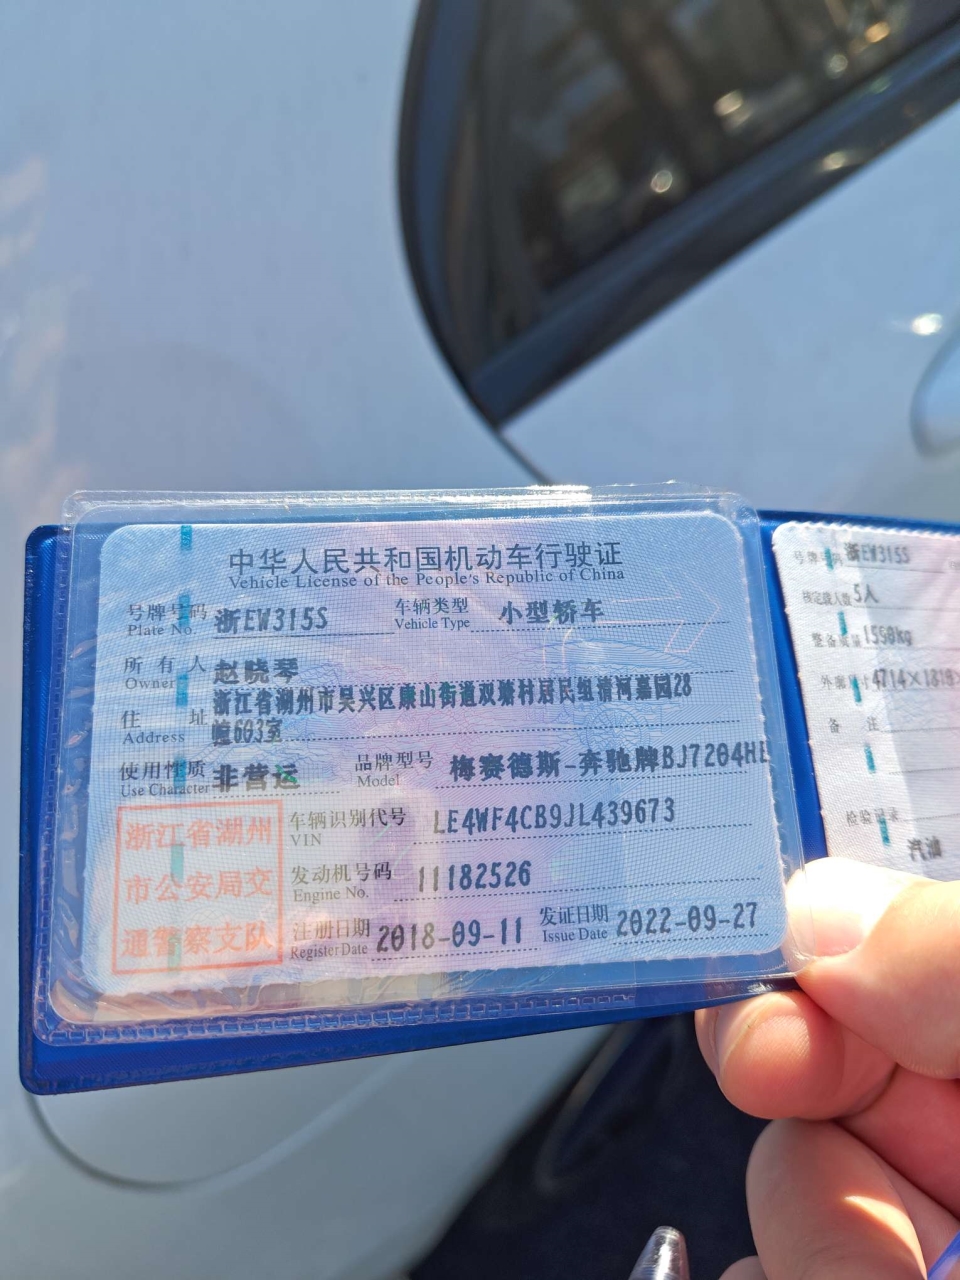 中华人民共和国机动车行驶证
Vehicle License of the People's Republic of China
号牌号码 浙EW315S 车辆类型 小型轿车
Plate No. Vehicle Type
所有人 赵晓琴
Owner
浙江省湖州市吴兴区康山街道双塘村居民组清河嘉园28
住址 幢603室
Address
使用性质 非营运 品牌型号 梅赛德斯-奔驰牌BJ7204HL
Use Character Model
浙江省湖州
市公安局交
通警察支队
车辆识别代号 LE4WF4CB9JL439673
VIN
发动机号码 11182526
Engine No.
注册日期 2018-09-11 发证日期 2022-09-27
Register Date Issue Date
号牌号码 浙EW315S
核定载人数 5人
整备质量 1550kg
外廓尺寸 4714×1810×
备注
检验记录
汽油